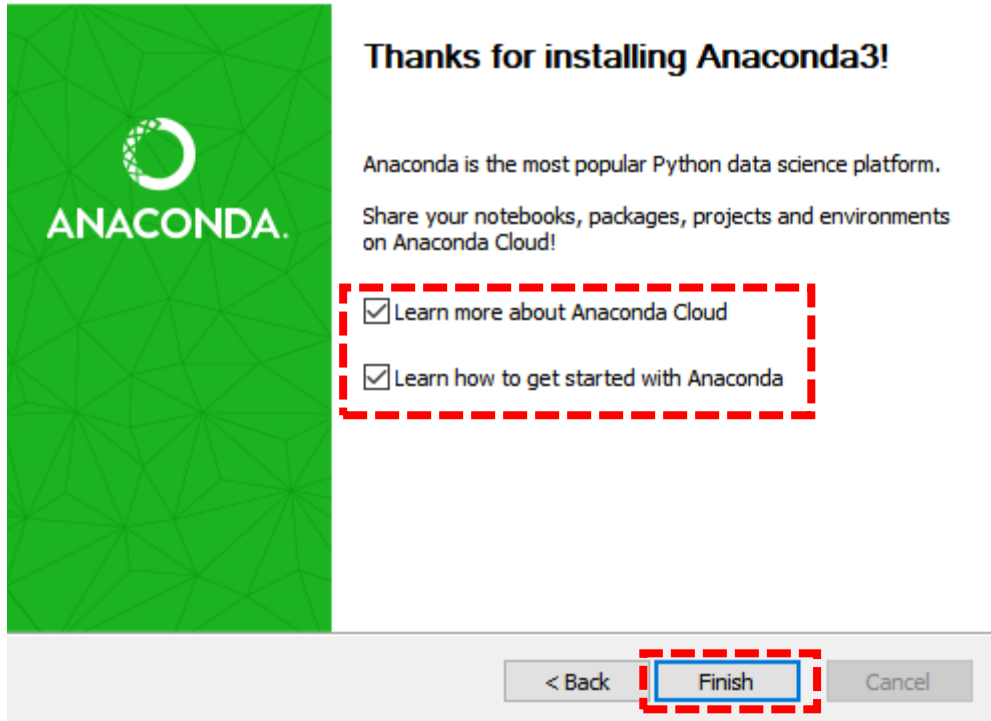 Thanks for installing Anaconda3!
ANACONDA.
Anaconda is the most popular Python data science platform.
Share your notebooks, packages, projects and environments
on Anaconda Cloud!
Learn more about Anaconda Cloud
Learn how to get started with Anaconda
< Back
Finish
Cancel